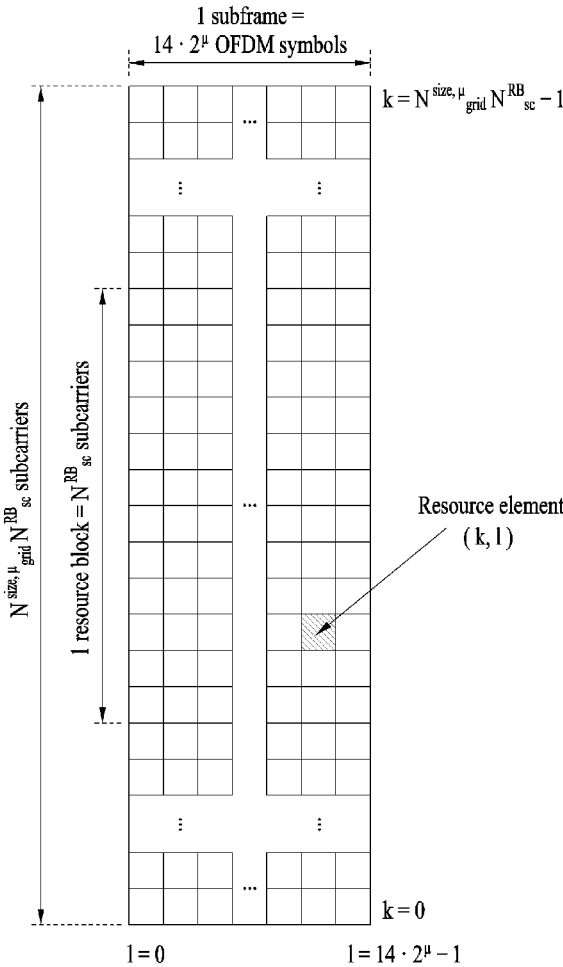 1 subframe =
14 · 2^μ OFDM symbols
k = N^size, μ_grid N^RB_sc − 1
...
...
...
N^size, μ_grid N^RB_sc subcarriers
1 resource block = N^RB_sc subcarriers
...
Resource element
( k, l )
...
...
...
k = 0
l = 0
l = 14 · 2^μ − 1